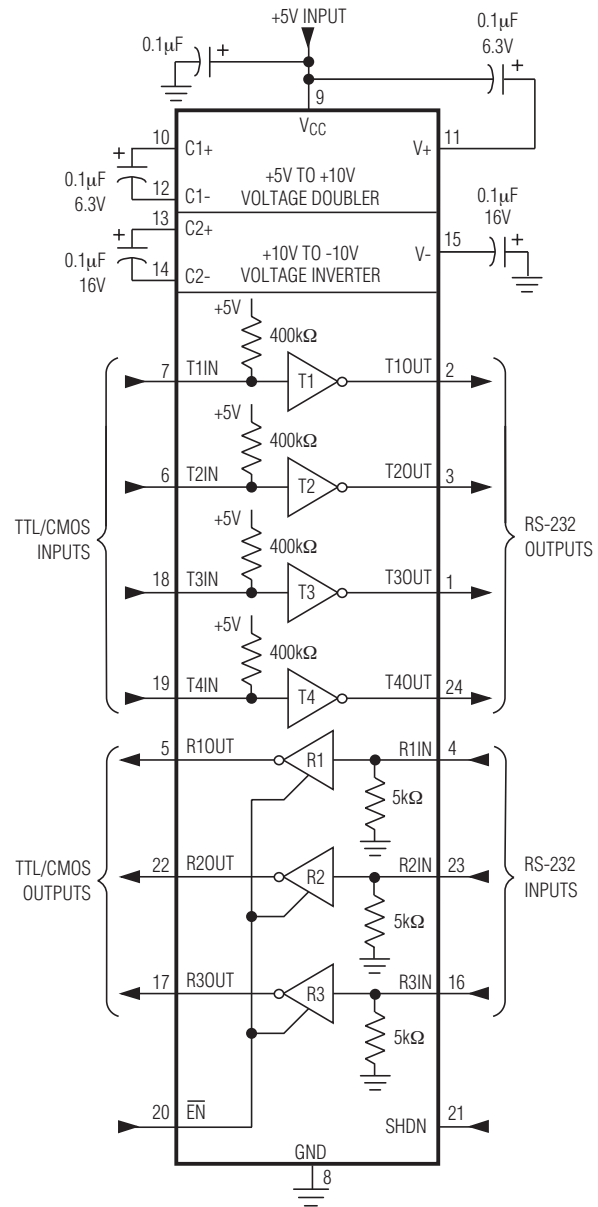 +5V INPUT
0.1μF
0.1μF
6.3V
9
VCC
10
C1+
11
V+
0.1μF
6.3V
12
C1-
+5V TO +10V
VOLTAGE DOUBLER
13
C2+
0.1μF
16V
15
V-
0.1μF
16V
14
C2-
+10V TO -10V
VOLTAGE INVERTER
+5V
400kΩ
7
T1IN
T1
T1OUT
2
+5V
400kΩ
6
T2IN
T2
T2OUT
3
TTL/CMOS
INPUTS
RS-232
OUTPUTS
+5V
400kΩ
18
T3IN
T3
T3OUT
1
+5V
400kΩ
19
T4IN
T4
T4OUT
24
5
R1OUT
R1
R1IN
4
5kΩ
22
R2OUT
R2
R2IN
23
5kΩ
TTL/CMOS
OUTPUTS
RS-232
INPUTS
17
R3OUT
R3
R3IN
16
5kΩ
20
EN
SHDN
21
GND
8
+
+
+
+
+